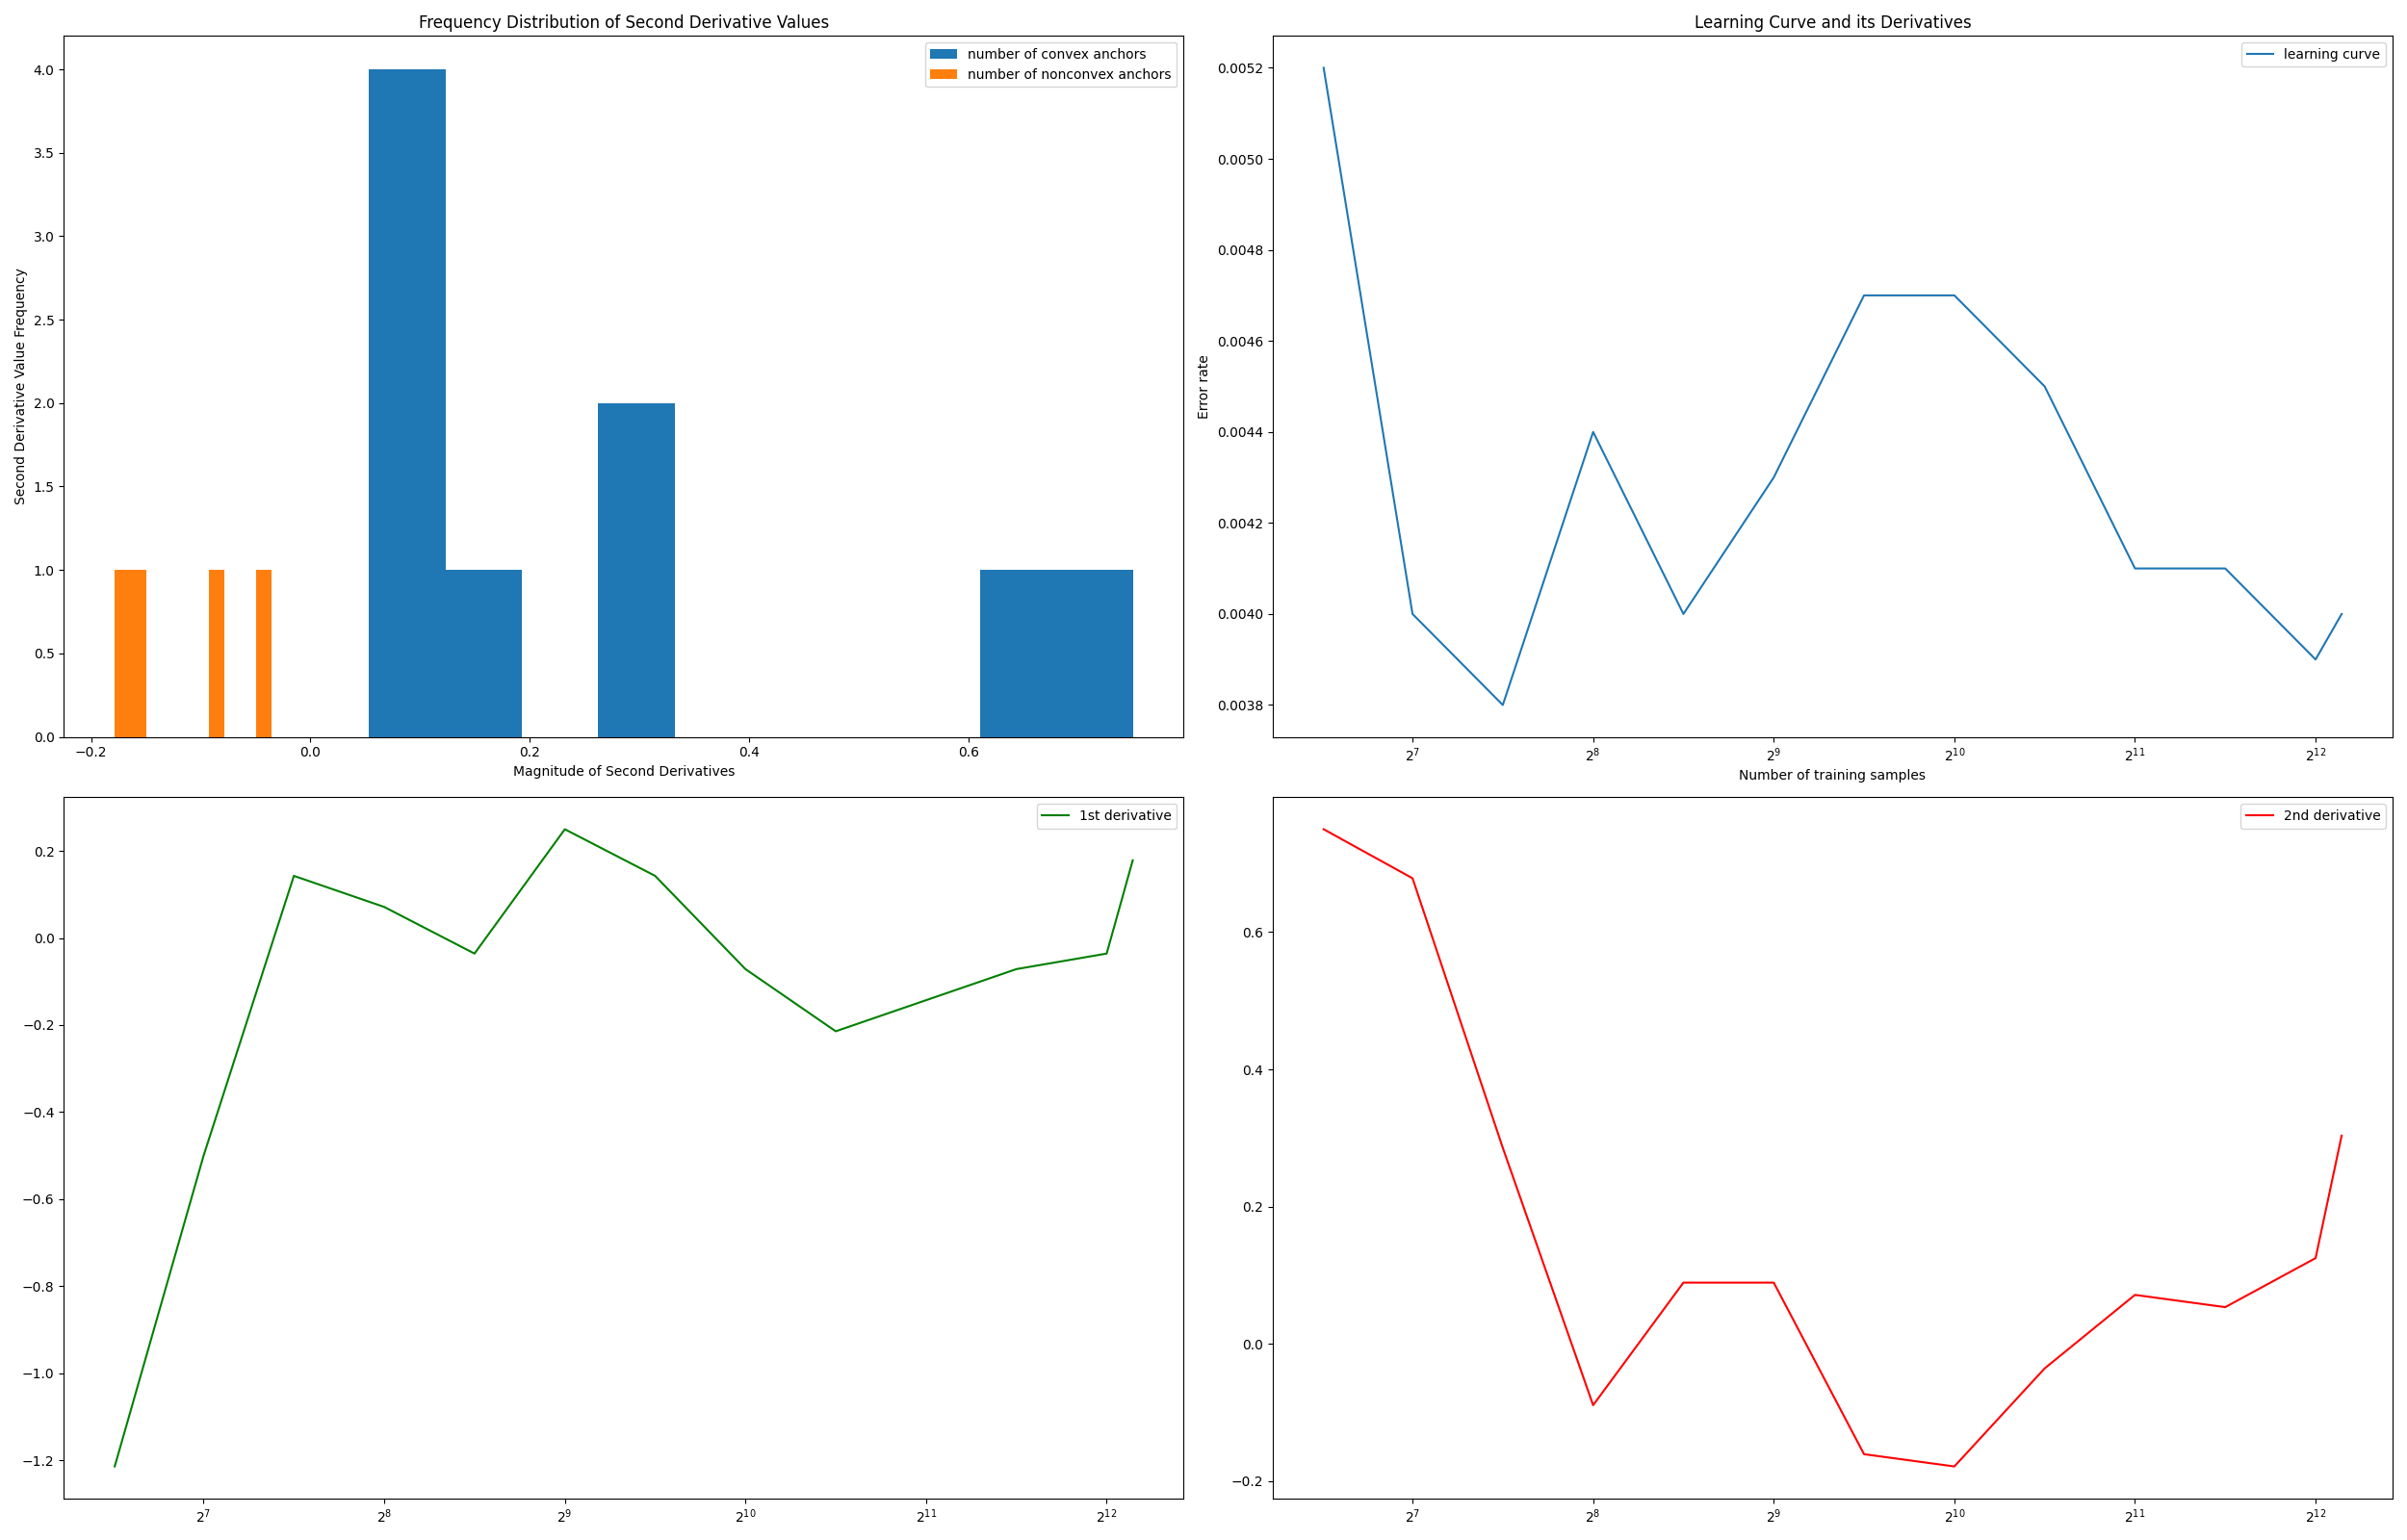 Frequency Distribution of Second Derivative Values
number of convex anchors
number of nonconvex anchors
Second Derivative Value Frequency
4.0
3.5
3.0
2.5
2.0
1.5
1.0
0.5
0.0
−0.2 0.0 0.2 0.4 0.6
Magnitude of Second Derivatives
Learning Curve and its Derivatives
learning curve
Error rate
0.0052
0.0050
0.0048
0.0046
0.0044
0.0042
0.0040
0.0038
2⁷ 2⁸ 2⁹ 2¹⁰ 2¹¹ 2¹²
Number of training samples
1st derivative
0.2
0.0
−0.2
−0.4
−0.6
−0.8
−1.0
−1.2
2⁷ 2⁸ 2⁹ 2¹⁰ 2¹¹ 2¹²
2nd derivative
0.6
0.4
0.2
0.0
−0.2
2⁷ 2⁸ 2⁹ 2¹⁰ 2¹¹ 2¹²